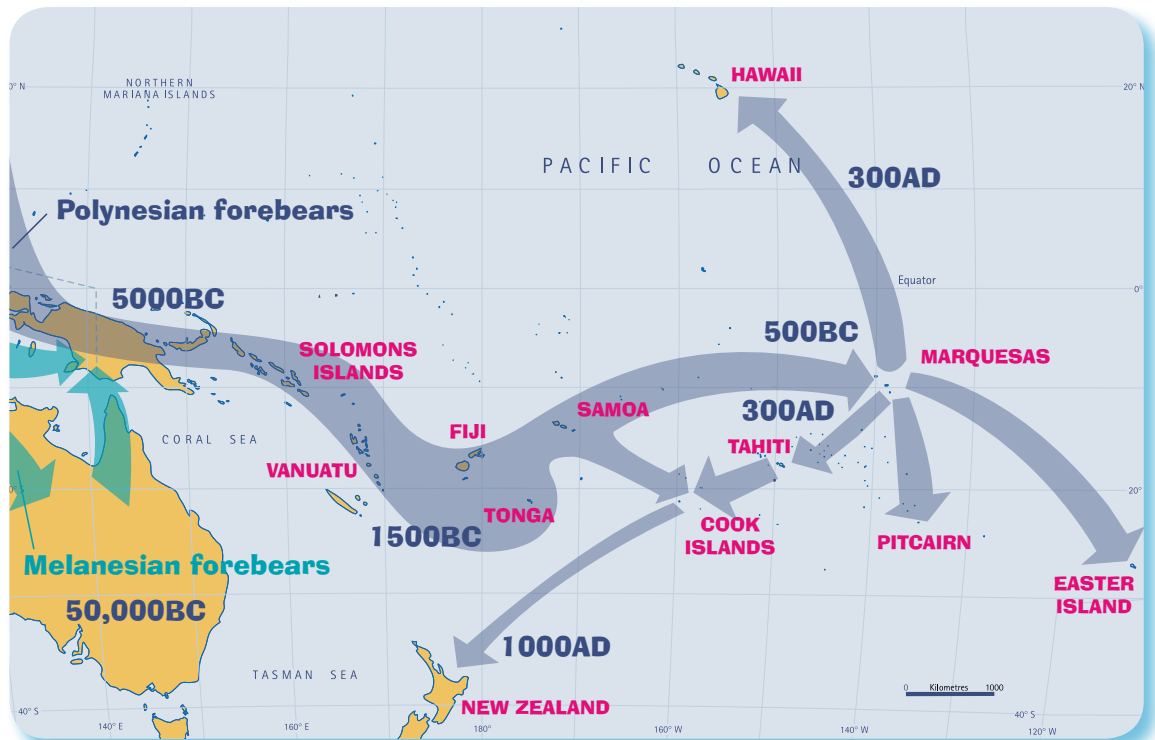 HAWAII
NORTHERN
MARIANA ISLANDS
0° N
20° N
PACIFIC OCEAN
300AD
Polynesian forebears
Equator
5000BC
0°
500BC
SOLOMONS
ISLANDS
MARQUESAS
SAMOA
300AD
FIJI
CORAL SEA
TAHITI
VANUATU
20°
20°
TONGA
COOK
ISLANDS
1500BC
PITCAIRN
Melanesian forebears
EASTER
ISLAND
50,000BC
1000AD
TASMAN SEA
0 Kilometres 1000
NEW ZEALAND
40° S
40° S
140° E
160° E
180°
160° W
140° W
120° W